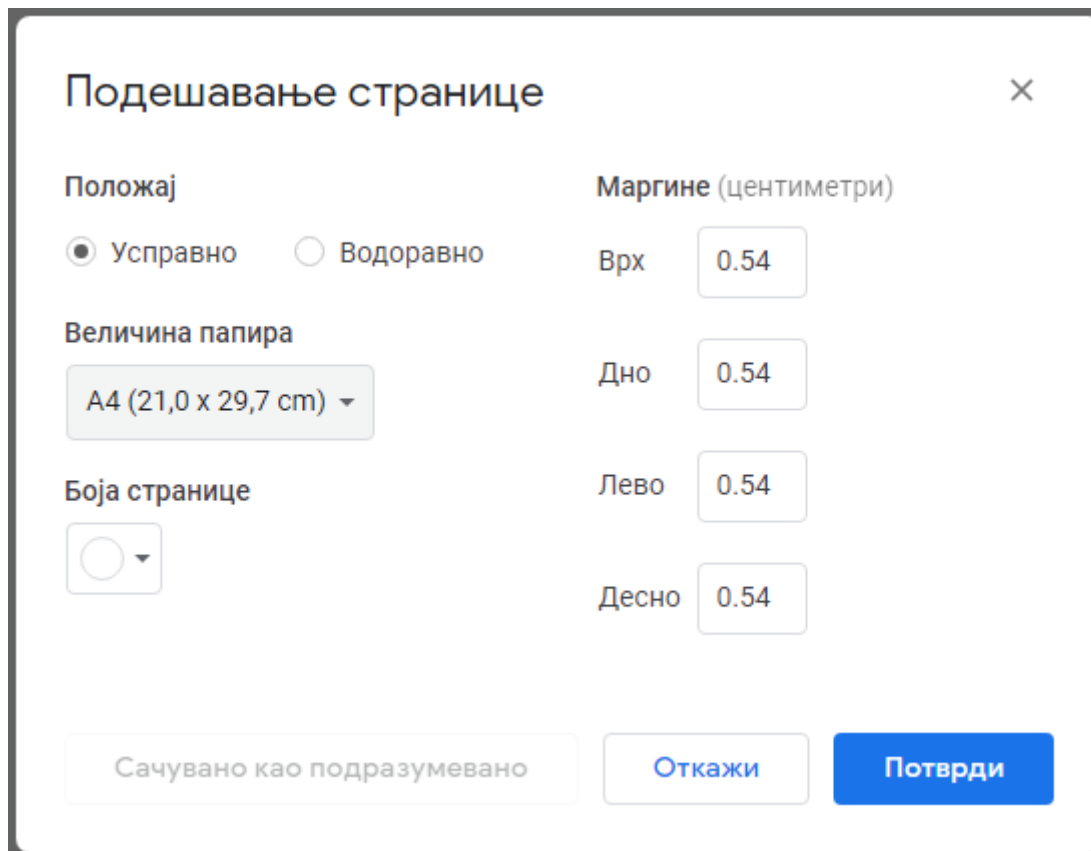 Подешавање странице
Положај
Усправно Водоравно
Величина папира
A4 (21,0 x 29,7 cm)
Боја странице
Маргине (центиметри)
Врх 0.54
Дно 0.54
Лево 0.54
Десно 0.54
Сачувано као подразумевано Откажи Потврди